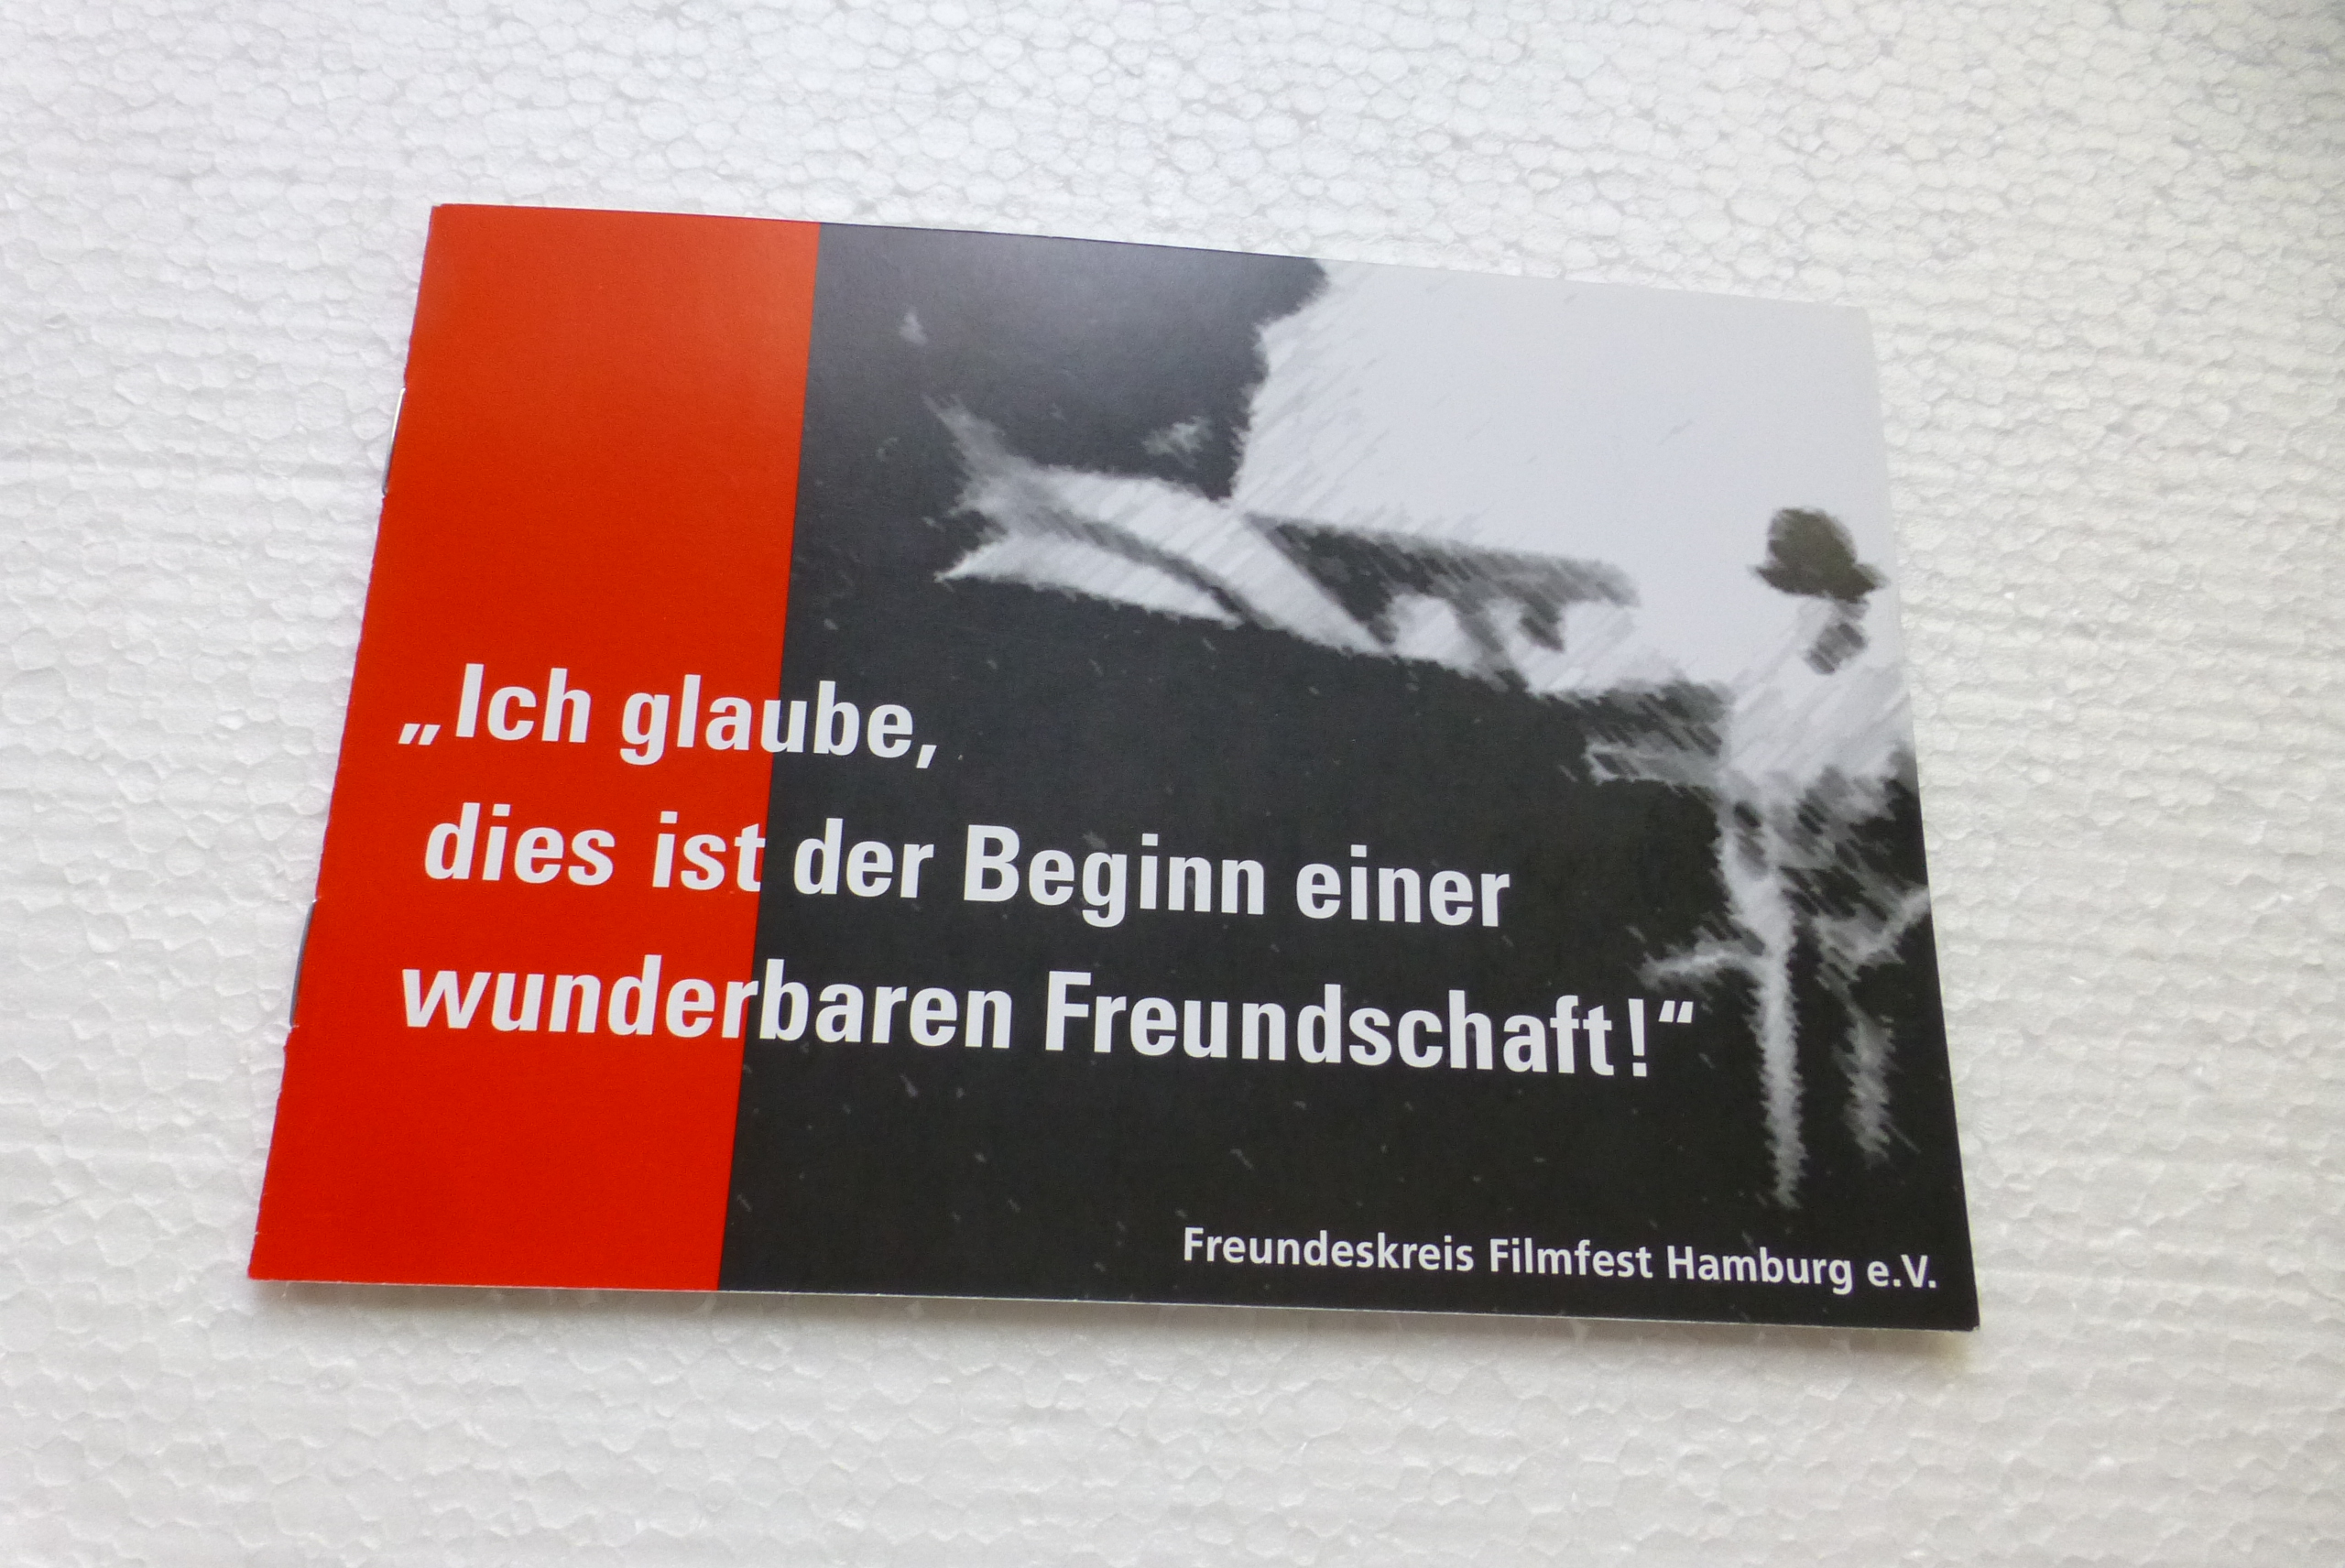 „Ich glaube,
dies ist der Beginn einer
wunderbaren Freundschaft!“
Freundeskreis Filmfest Hamburg e.V.